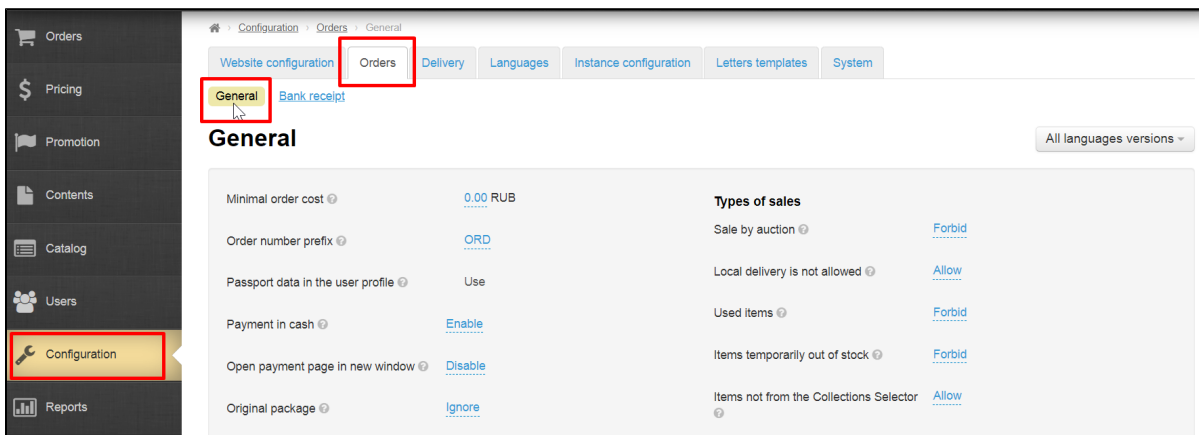 Orders
Pricing
Promotion
Contents
Catalog
Users
Configuration
Reports
Configuration Orders General
Website configuration Orders Delivery Languages Instance configuration Letters templates System
General Bank receipt
General
All languages versions
Minimal order cost 0.00 RUB
Order number prefix ORD
Passport data in the user profile Use
Payment in cash Enable
Open payment page in new window Disable
Original package Ignore
Types of sales
Sale by auction Forbid
Local delivery is not allowed Allow
Used items Forbid
Items temporarily out of stock Forbid
Items not from the Collections Selector Allow